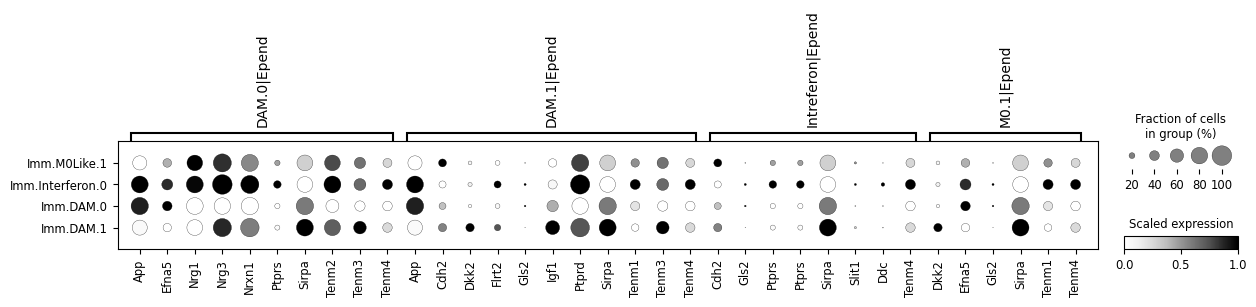 DAM.0|Epend
DAM.1|Epend
Intreferon|Epend
M0.1|Epend
Imm.M0Like.1
Imm.Interferon.0
Imm.DAM.0
Imm.DAM.1
App
Efna5
Nrg1
Nrg3
Nrxn1
Ptprs
Sirpa
Tenm2
Tenm3
Tenm4
App
Cdh2
Dkk2
Flrt2
Gls2
Igf1
Ptprd
Sirpa
Tenm1
Tenm3
Tenm4
Cdh2
Gls2
Ptprs
Ptprs
Sirpa
Slit1
Ddc
Tenm4
Dkk2
Efna5
Gls2
Sirpa
Tenm1
Tenm4
Fraction of cells
in group (%)
20 40 60 80 100
Scaled expression
0.0 0.5 1.0